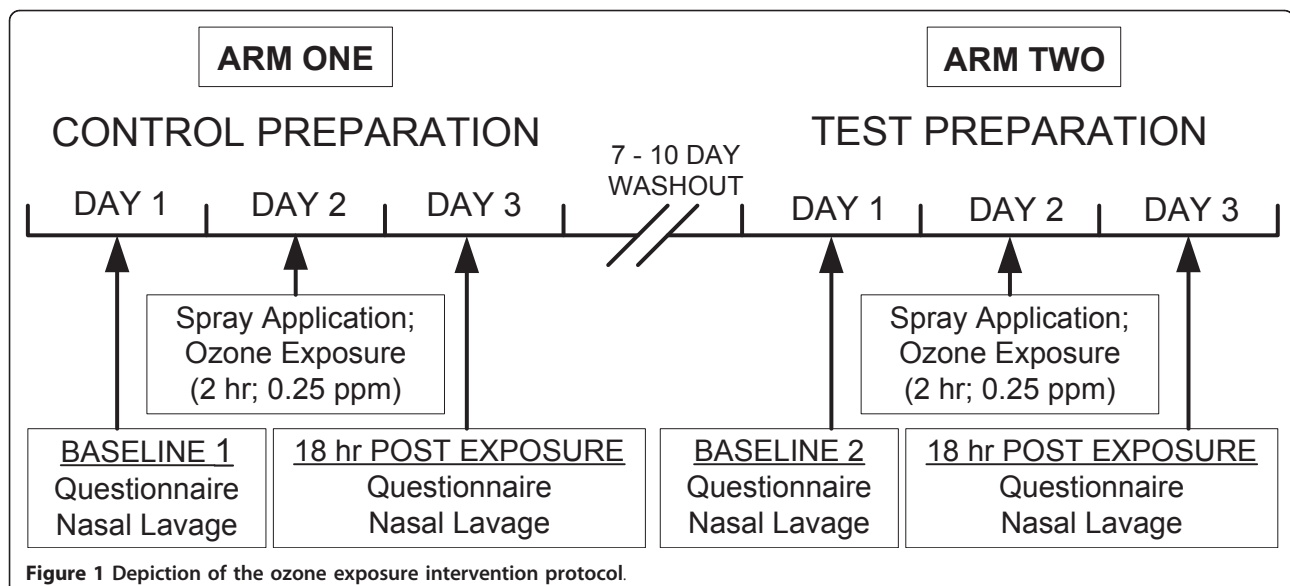 ARM ONE
ARM TWO
CONTROL PREPARATION
TEST PREPARATION
7 - 10 DAY
WASHOUT
DAY 1
DAY 2
DAY 3
DAY 1
DAY 2
DAY 3
Spray Application;
Ozone Exposure
(2 hr; 0.25 ppm)
Spray Application;
Ozone Exposure
(2 hr; 0.25 ppm)
BASELINE 1
Questionnaire
Nasal Lavage
18 hr POST EXPOSURE
Questionnaire
Nasal Lavage
BASELINE 2
Questionnaire
Nasal Lavage
18 hr POST EXPOSURE
Questionnaire
Nasal Lavage
Figure 1 Depiction of the ozone exposure intervention protocol.